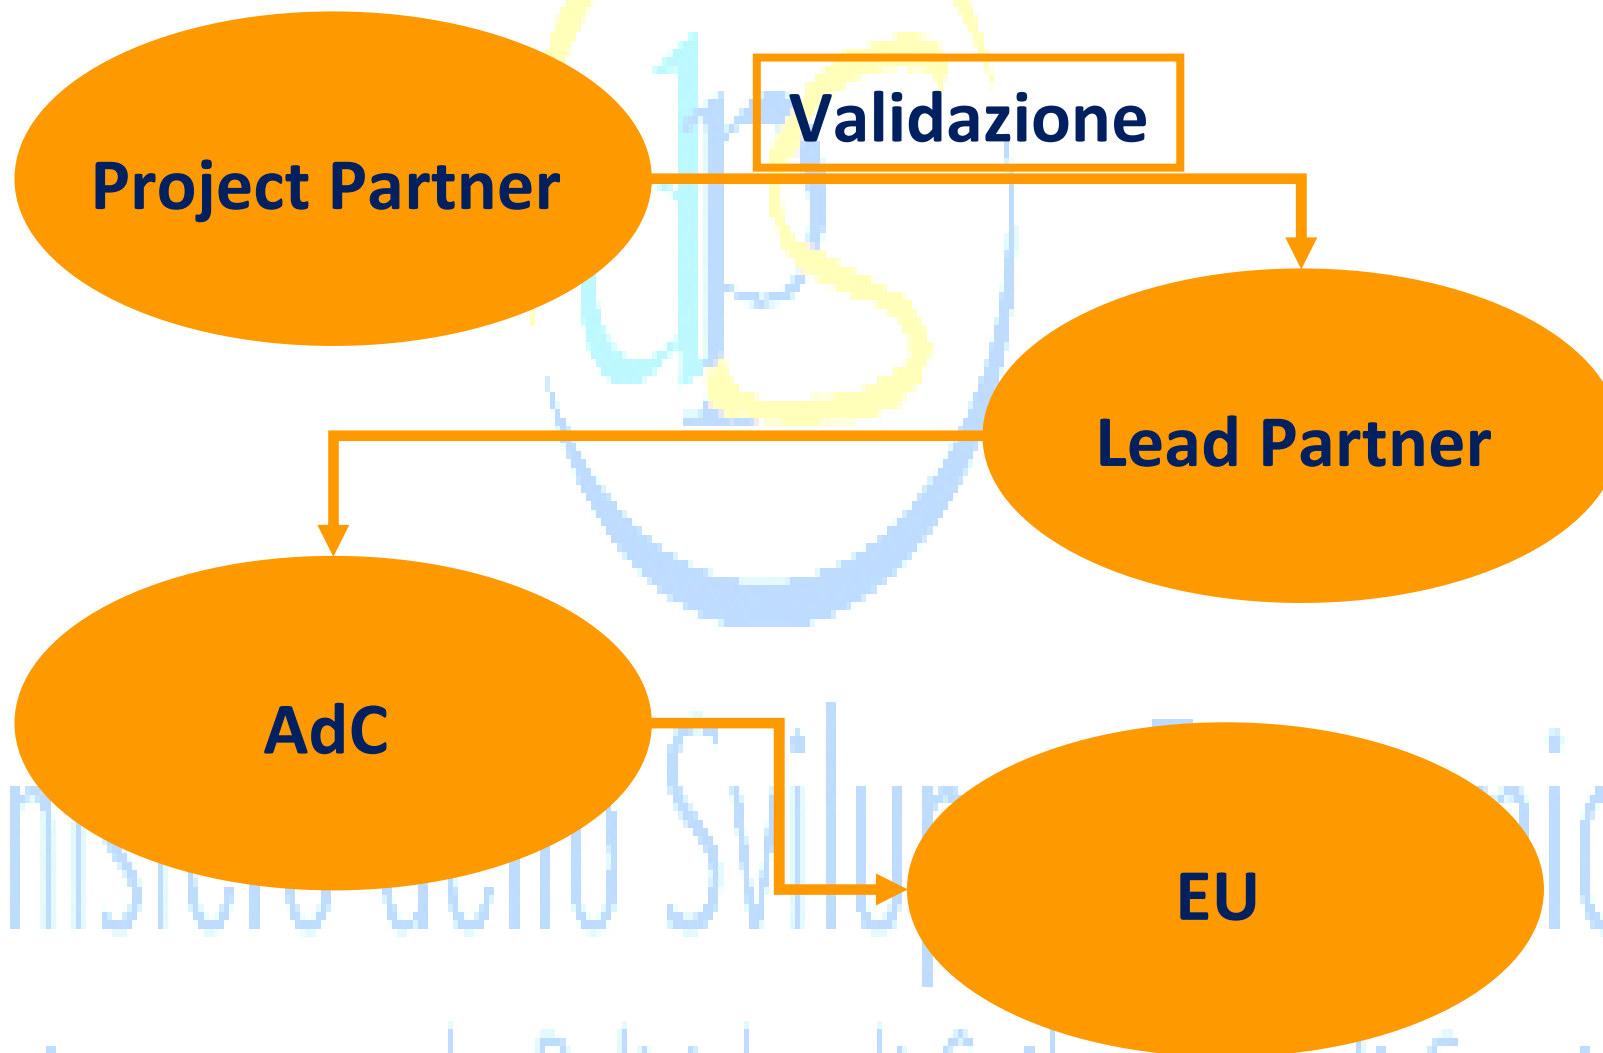 Validazione
Project Partner
Lead Partner
AdC
EU